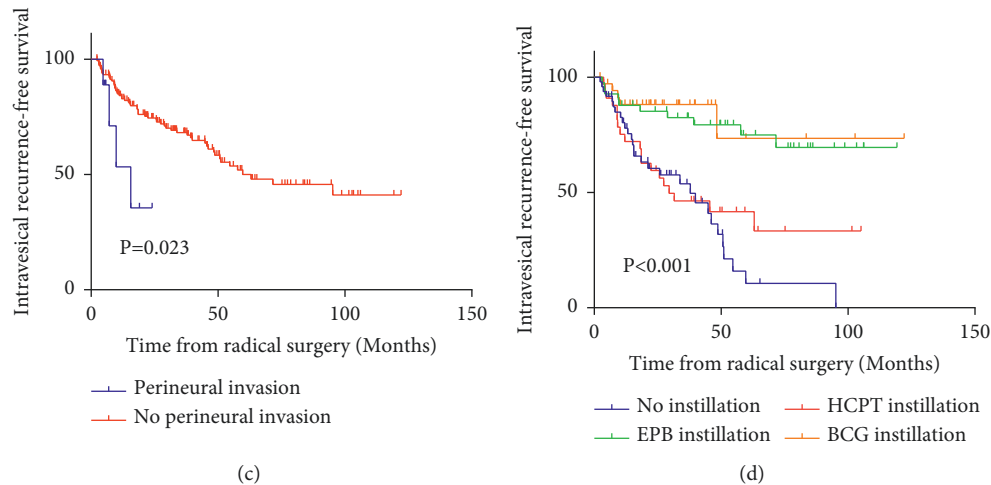 Intravesical recurrence-free survival
100
50
0
P=0.023
0 50 100 150
Time from radical surgery (Months)
Perineural invasion
No perineural invasion
(c)
Intravesical recurrence-free survival
100
50
0
P<0.001
0 50 100 150
Time from radical surgery (Months)
No instillation HCPT instillation
EPB instillation BCG instillation
(d)